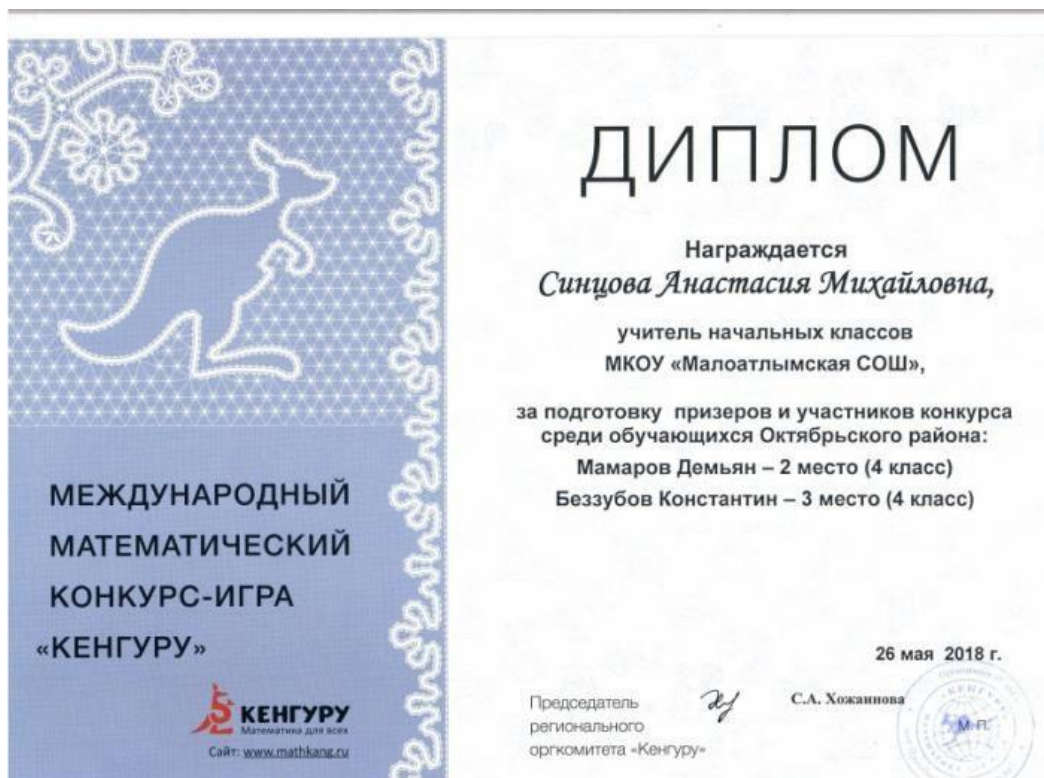 МЕЖДУНАРОДНЫЙ
МАТЕМАТИЧЕСКИЙ
КОНКУРС-ИГРА
«КЕНГУРУ»
КЕНГУРУ
Математика для всех
Сайт: www.mathkang.ru
ДИПЛОМ
Награждается
Синцова Анастасия Михайловна,
учитель начальных классов
МКОУ «Малоатлымская СОШ»,
за подготовку призеров и участников конкурса
среди обучающихся Октябрьского района:
Мамаров Демьян – 2 место (4 класс)
Беззубов Константин – 3 место (4 класс)
26 мая 2018 г.
Председатель
регионального
оргкомитета «Кенгуру»
С.А. Хожаинова
М.П.